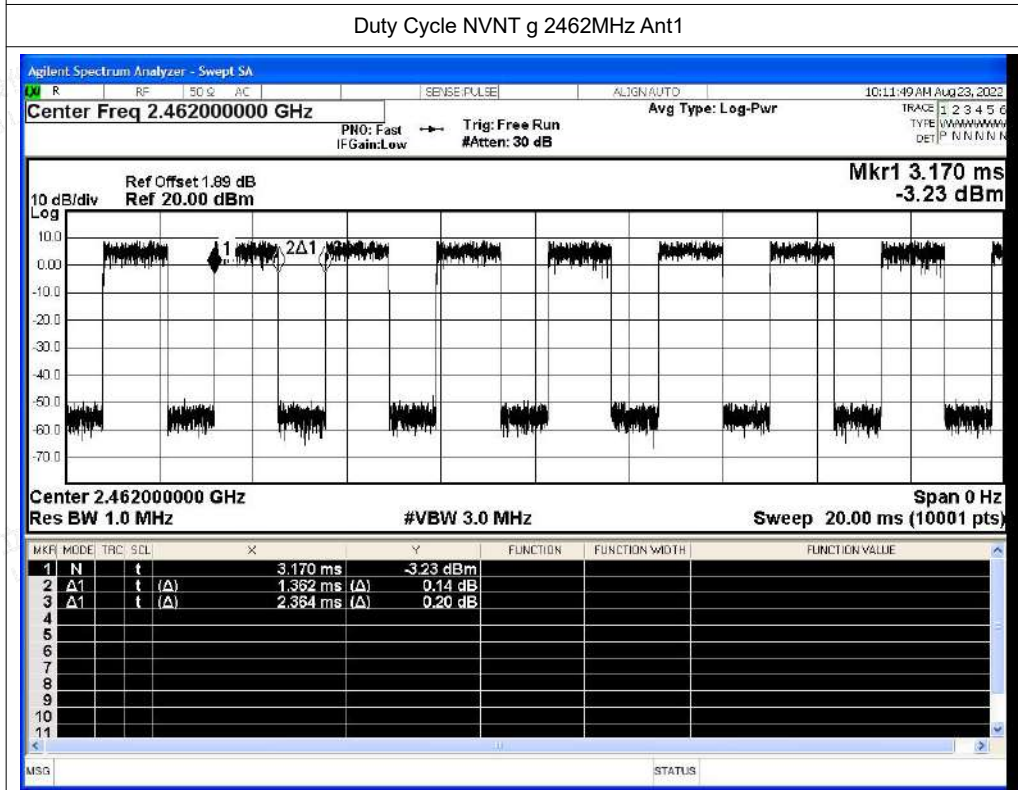 Duty Cycle NVNT g 2462MHz Ant1
Agilent Spectrum Analyzer - Swept SA
R RF 50 Ω AC SENSE:PULSE ALIGN AUTO 10:11:49 AM Aug 23, 2022
Center Freq 2.462000000 GHz Avg Type: Log-Pwr TRACE 1 2 3 4 5 6
PNO: Fast Trig: Free Run TYPE
IFGain:Low #Atten: 30 dB DET P N N N N N
Mkr1 3.170 ms
Ref Offset 1.89 dB
10 dB/div Ref 20.00 dBm -3.23 dBm
Log
10.0
0.00
-10.0
-20.0
-30.0
-40.0
-50.0
-60.0
-70.0
1 2Δ1
Center 2.462000000 GHz Span 0 Hz
Res BW 1.0 MHz #VBW 3.0 MHz Sweep 20.00 ms (10001 pts)
MKR MODE TRC SCL X Y FUNCTION FUNCTION WIDTH FUNCTION VALUE
1 N t 3.170 ms -3.23 dBm
2 Δ1 t (Δ) 1.362 ms (Δ) 0.14 dB
3 Δ1 t (Δ) 2.364 ms (Δ) 0.20 dB
4
5
6
7
8
9
10
11
MSG STATUS